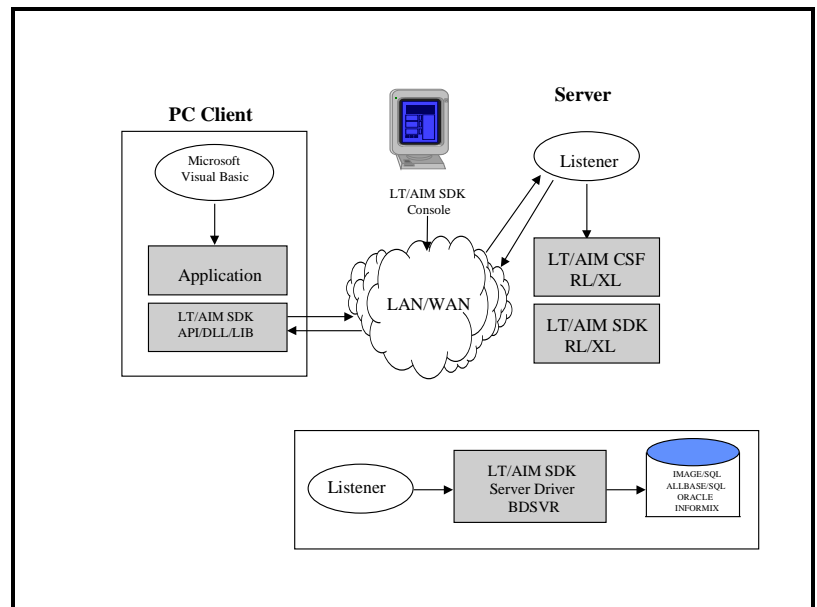 PC Client
Microsoft
Visual Basic
Application
LT/AIM SDK
API/DLL/LIB
LT/AIM SDK
Console
LAN/WAN
Server
Listener
LT/AIM CSF
RL/XL
LT/AIM SDK
RL/XL
Listener
LT/AIM SDK
Server Driver
BDSVR
IMAGE/SQL
ALLBASE/SQL
ORACLE
INFORMIX